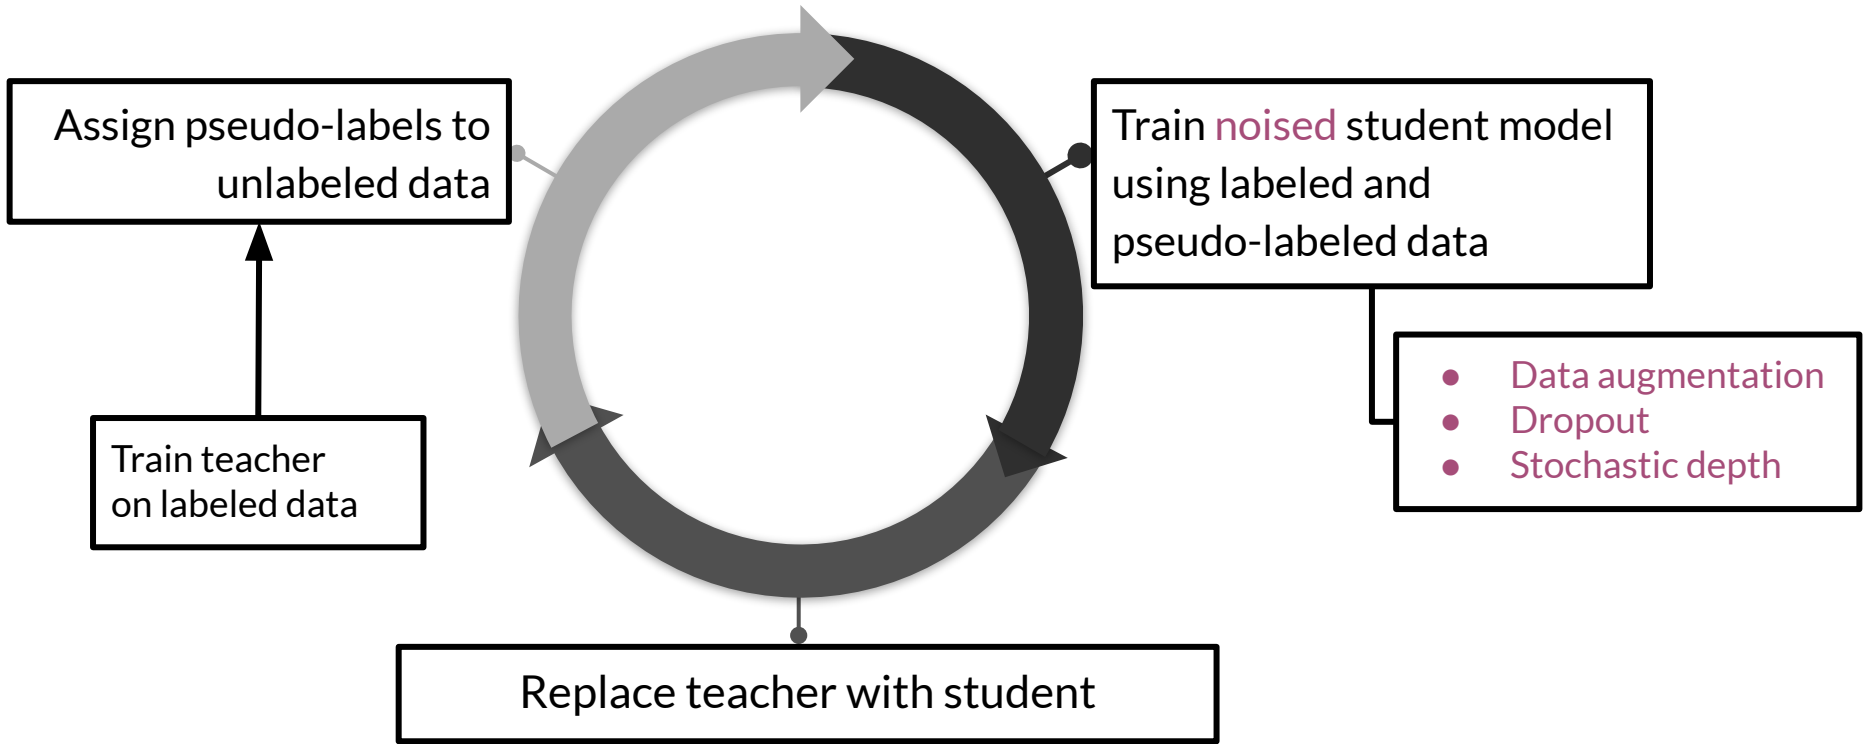 Assign pseudo-labels to
unlabeled data
Train teacher
on labeled data
Train noised student model
using labeled and
pseudo-labeled data
● Data augmentation
● Dropout
● Stochastic depth
Replace teacher with student